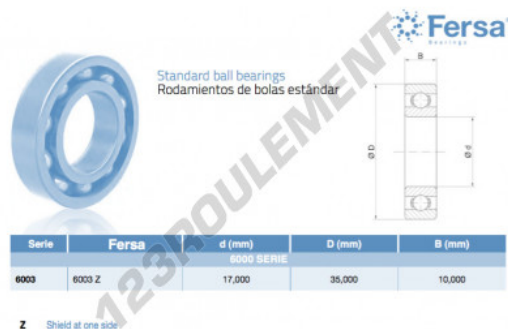 Fersa
Bearings
Standard ball bearings
Rodamientos de bolas estándar
B
Ø D
Ø d
Serie Fersa d (mm) D (mm) B (mm)
6000 SERIE
6003 6003 Z 17,000 35,000 10,000
Z Shield at one side
123ROULEMENT